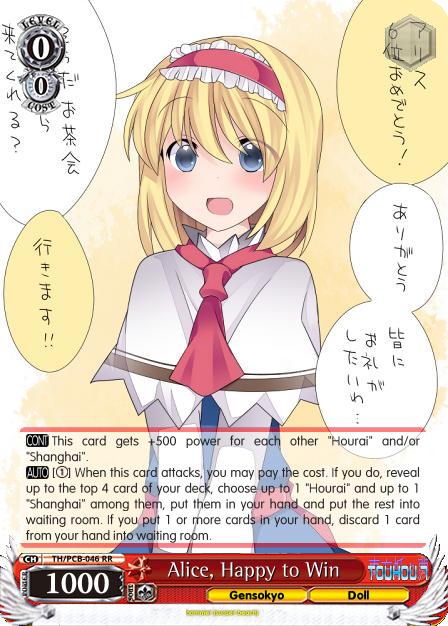 LEVEL
0
0
COST
アリス
6位おめでとう!
お茶会
来てくれる?
ありがとう
皆に
お礼が
したいわ…
行きます!!
CONT This card gets +500 power for each other "Hourai" and/or
"Shanghai".
AUTO [①] When this card attacks, you may pay the cost. If you do, reveal
up to the top 4 card of your deck, choose up to 1 "Hourai" and up to 1
"Shanghai" among them, put them in your hand and put the rest into
waiting room. If you put 1 or more cards in your hand, discard 1 card
from your hand into waiting room.
CH TH/PCB-046 RR
POWER 1000 SOUL
Alice, Happy to Win
TOUHOU
Gensokyo Doll